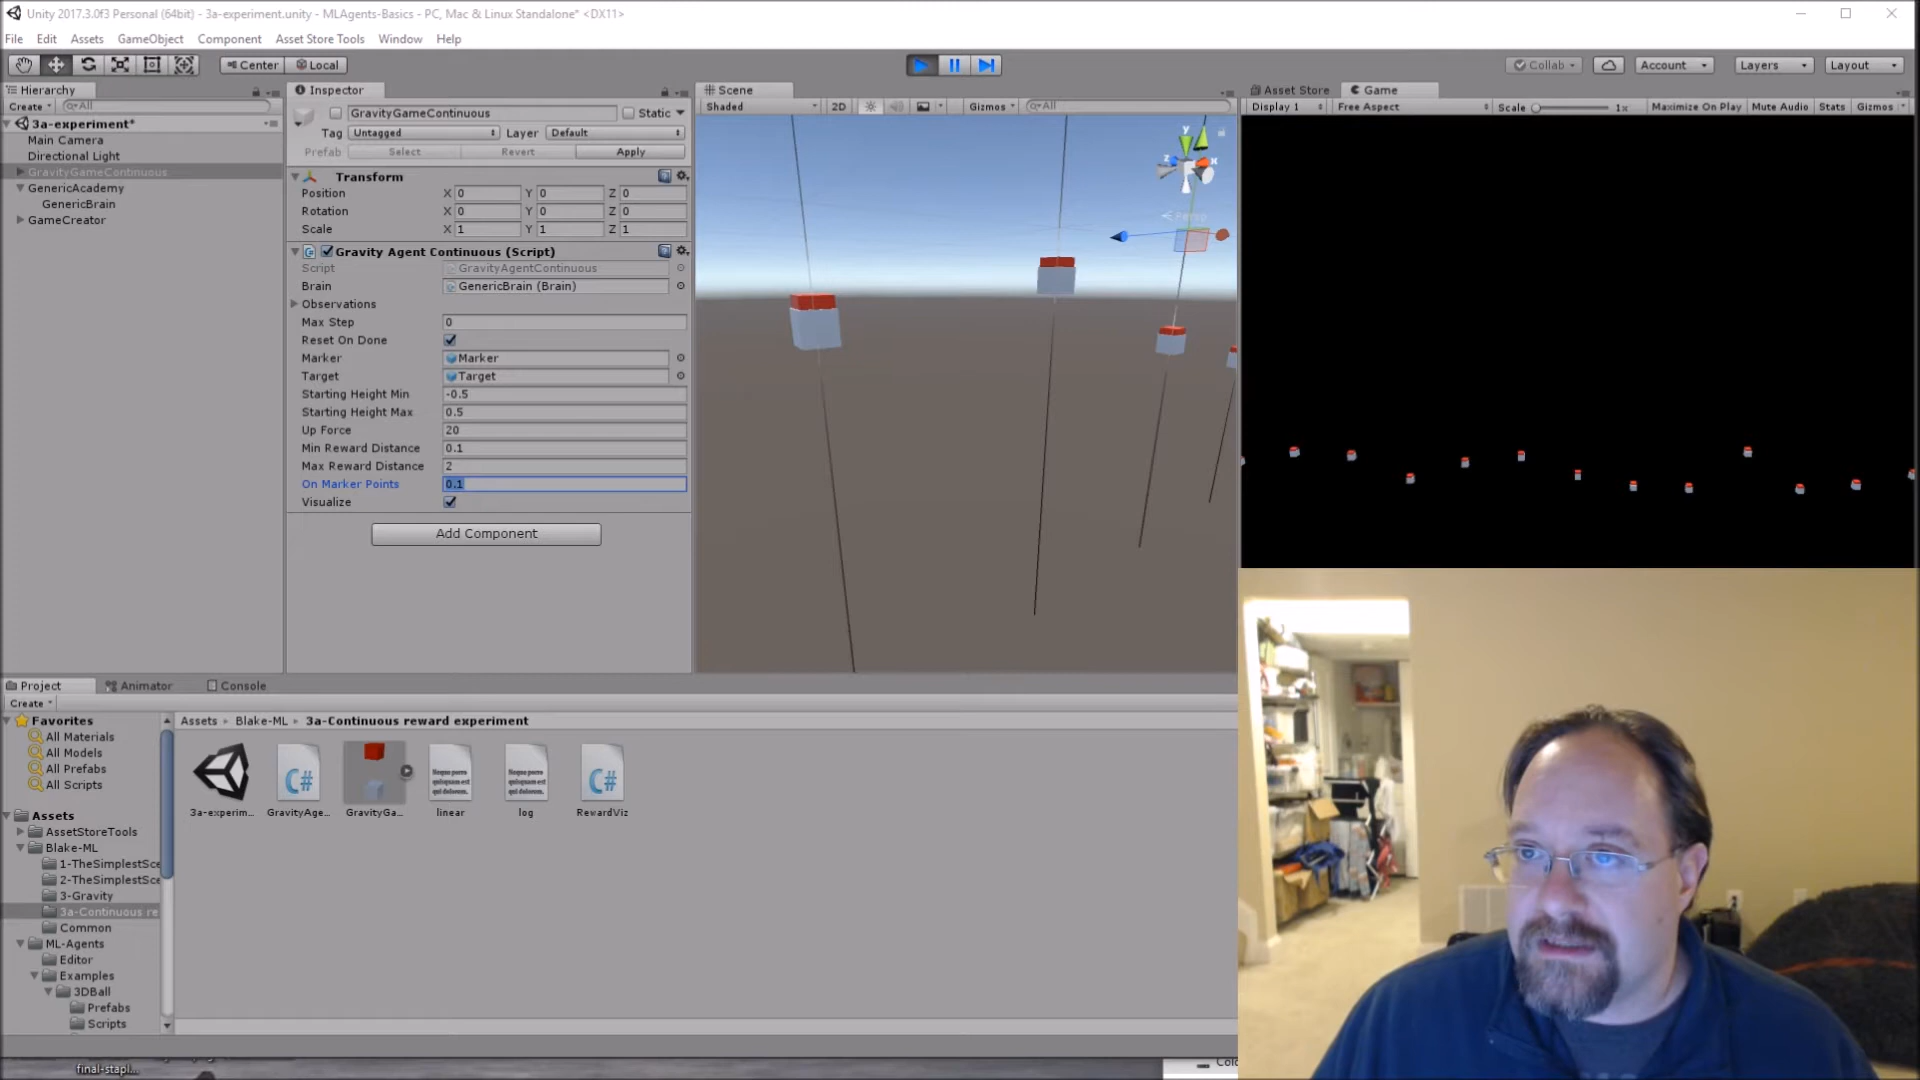 Unity 2017.3.0f3 Personal (64bit) - 3a-experiment.unity - MLAgents-Basics - PC, Mac & Linux Standalone* <DX11>
File Edit Assets GameObject Component Asset Store Tools Window Help
Center Local Collab Account Layers Layout
Hierarchy
Create All
3a-experiment*
Main Camera
Directional Light
GravityGameContinuous
GenericAcademy
GenericBrain
GameCreator
Inspector
GravityGameContinuous Static
Tag Untagged Layer Default
Prefab Select Revert Apply
Transform
Position X 0 Y 0 Z 0
Rotation X 0 Y 0 Z 0
Scale X 1 Y 1 Z 1
Gravity Agent Continuous (Script)
Script GravityAgentContinuous
Brain GenericBrain (Brain)
Observations
Max Step 0
Reset On Done
Marker Marker
Target Target
Starting Height Min -0.5
Starting Height Max 0.5
Up Force 20
Min Reward Distance 0.1
Max Reward Distance 2
On Marker Points 0.1
Visualize
Add Component
Scene
Shaded 2D Gizmos All
y
z x
Persp
Asset Store Game
Display 1 Free Aspect Scale 1x Maximize On Play Mute Audio Stats Gizmos
Project Animator Console
Create
Favorites
All Materials
All Models
All Prefabs
All Scripts
Assets
AssetStoreTools
Blake-ML
1-TheSimplestSce
2-TheSimplestSce
3-Gravity
3a-Continuous re
Common
ML-Agents
Editor
Examples
3DBall
Prefabs
Scripts
Assets Blake-ML 3a-Continuous reward experiment
C# C#
3a-experim... GravityAge... GravityGa... linear log RewardViz
final-stapl...